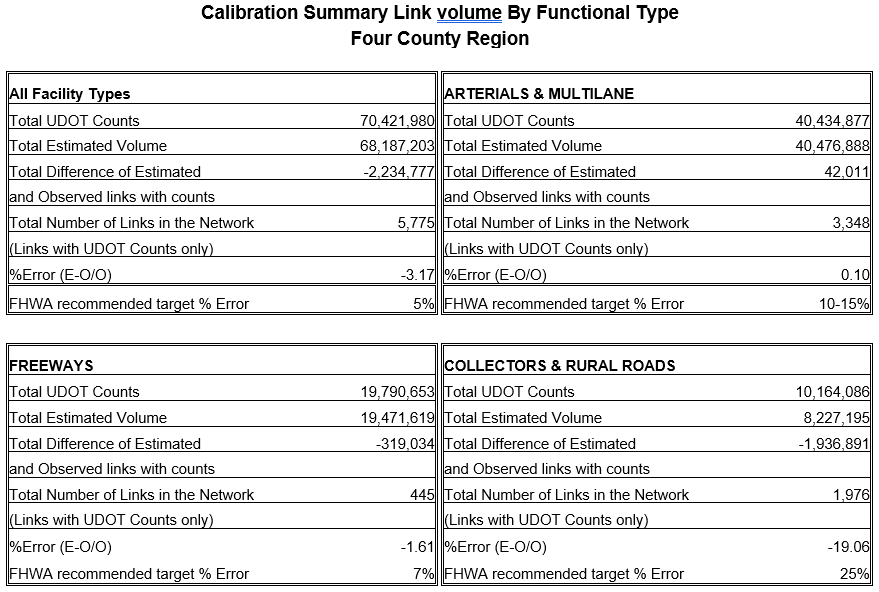 Calibration Summary Link volume By Functional Type
Four County Region
All Facility Types
Total UDOT Counts 70,421,980
Total Estimated Volume 68,187,203
Total Difference of Estimated -2,234,777
and Observed links with counts
Total Number of Links in the Network 5,775
(Links with UDOT Counts only)
%Error (E-O/O) -3.17
FHWA recommended target % Error 5%
ARTERIALS & MULTILANE
Total UDOT Counts 40,434,877
Total Estimated Volume 40,476,888
Total Difference of Estimated 42,011
and Observed links with counts
Total Number of Links in the Network 3,348
(Links with UDOT Counts only)
%Error (E-O/O) 0.10
FHWA recommended target % Error 10-15%
FREEWAYS
Total UDOT Counts 19,790,653
Total Estimated Volume 19,471,619
Total Difference of Estimated -319,034
and Observed links with counts
Total Number of Links in the Network 445
(Links with UDOT Counts only)
%Error (E-O/O) -1.61
FHWA recommended target % Error 7%
COLLECTORS & RURAL ROADS
Total UDOT Counts 10,164,086
Total Estimated Volume 8,227,195
Total Difference of Estimated -1,936,891
and Observed links with counts
Total Number of Links in the Network 1,976
(Links with UDOT Counts only)
%Error (E-O/O) -19.06
FHWA recommended target % Error 25%